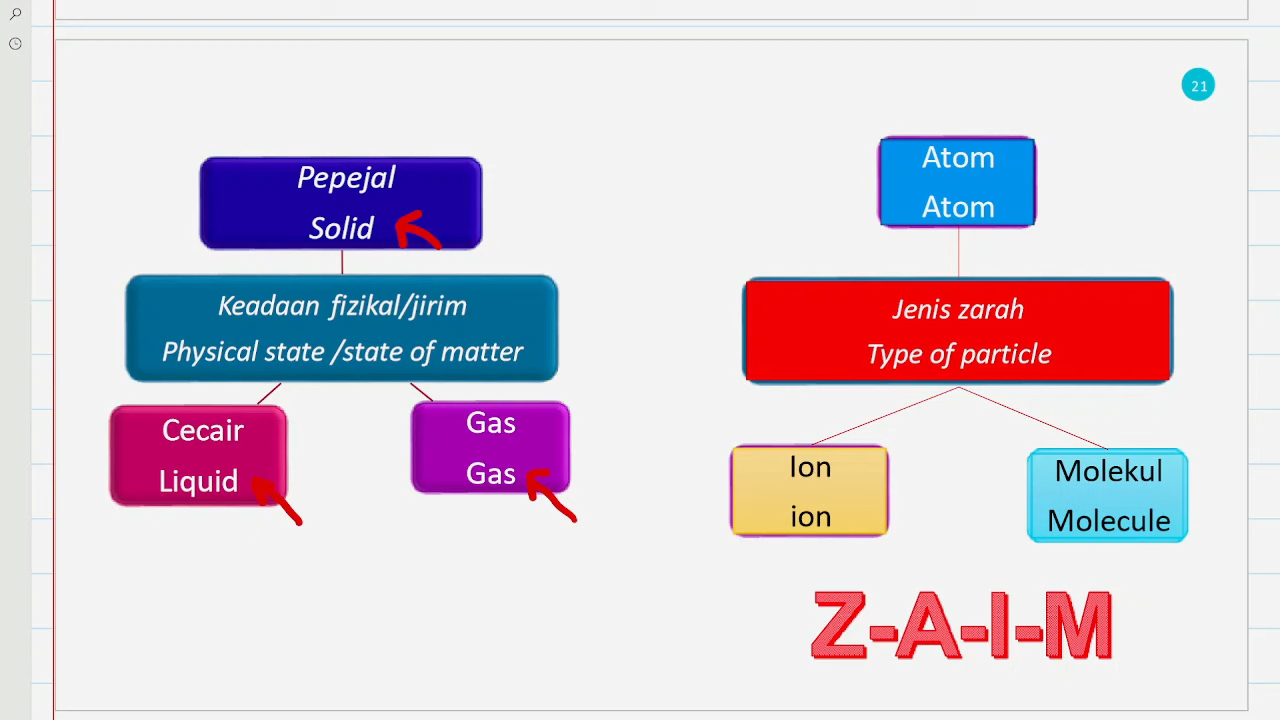 21
Pepejal
Solid
Keadaan fizikal/jirim
Physical state /state of matter
Cecair
Liquid
Gas
Gas
Atom
Atom
Jenis zarah
Type of particle
Ion
ion
Molekul
Molecule
Z-A-I-M